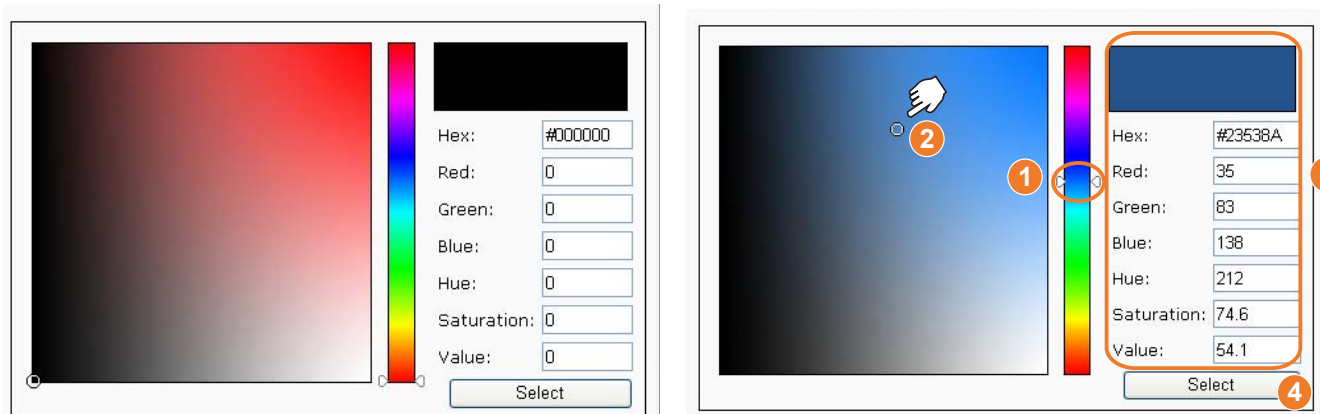 Hex: #000000
Red: 0
Green: 0
Blue: 0
Hue: 0
Saturation: 0
Value: 0
Select
2
1
Hex: #23538A
Red: 35
Green: 83
Blue: 138
Hue: 212
Saturation: 74.6
Value: 54.1
Select
4